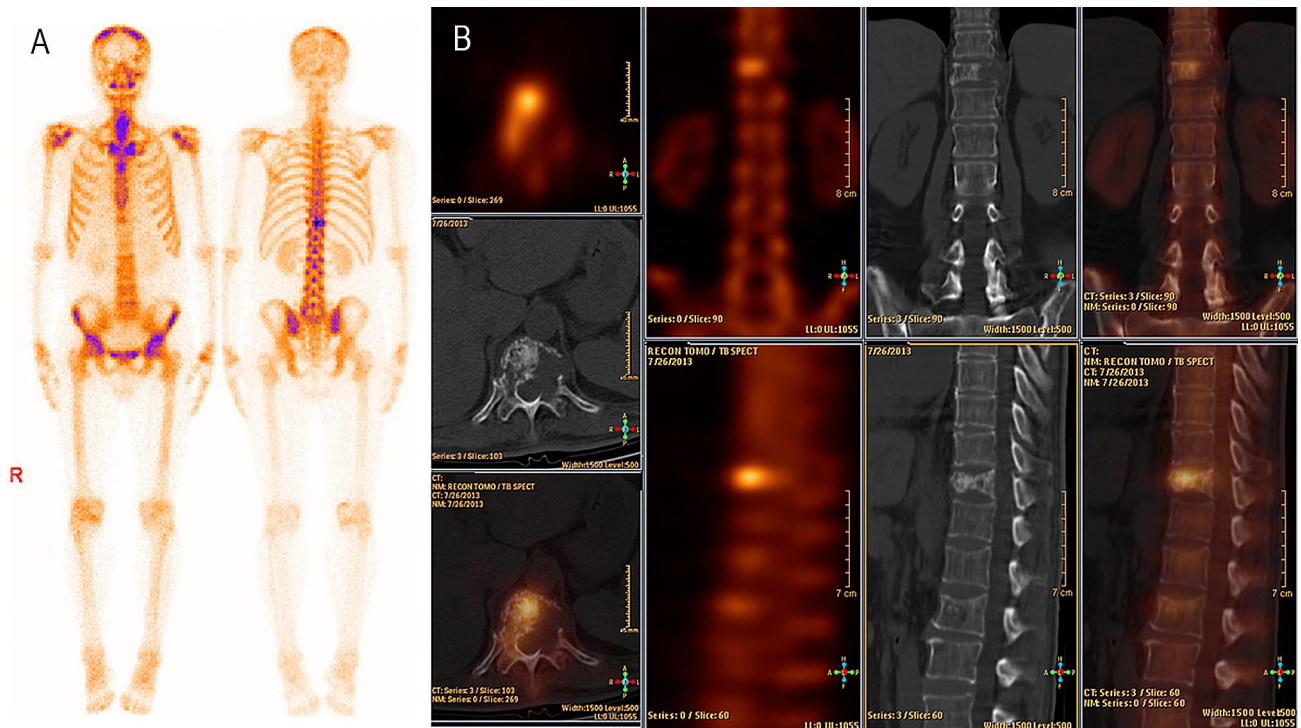 A
R
B
45 mm
A
R L
P
Series: 0 / Slice: 269
LL:0 UL:1055
7/26/2013
45 mm
A
R L
P
Series: 3 / Slice: 103
Width:1500 Level:500
CT:
NM: RECON TOMO / TB SPECT
CT: 7/26/2013
NM: 7/26/2013
45 mm
A
R L
P
CT: Series: 3 / Slice: 103
NM: Series: 0 / Slice: 269
Width:1500 Level:500
LL:0 UL:1055
8 cm
H
R L
F
Series: 0 / Slice: 90
LL:0 UL:1055
8 cm
H
R L
F
Series: 3 / Slice: 90
Width:1500 Level:500
8 cm
H
R L
F
CT: Series: 3 / Slice: 90
NM: Series: 0 / Slice: 90
Width:1500 Level:500
LL:0 UL:1055
RECON TOMO / TB SPECT
7/26/2013
7 cm
H
A P
F
Series: 0 / Slice: 60
LL:0 UL:1055
7/26/2013
7 cm
H
A P
F
Series: 3 / Slice: 60
Width:1500 Level:500
CT:
NM: RECON TOMO / TB SPECT
CT: 7/26/2013
NM: 7/26/2013
7 cm
H
A P
F
CT: Series: 3 / Slice: 60
NM: Series: 0 / Slice: 60
Width:1500 Level:500
LL:0 UL:1055